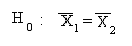 H₀ : X̅₁ = X̅₂